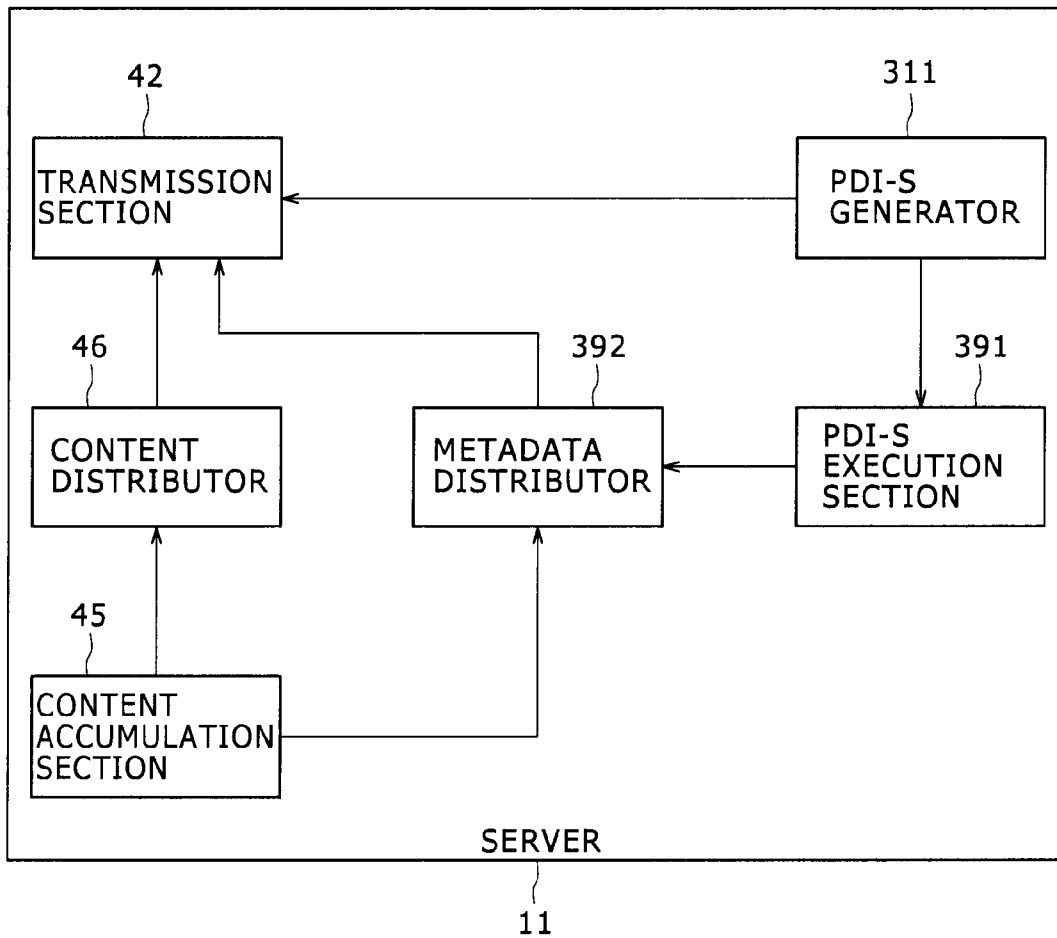 42
311
TRANSMISSION
SECTION
PDI-S
GENERATOR
46
392
391
CONTENT
DISTRIBUTOR
METADATA
DISTRIBUTOR
PDI-S
EXECUTION
SECTION
45
CONTENT
ACCUMULATION
SECTION
SERVER
11